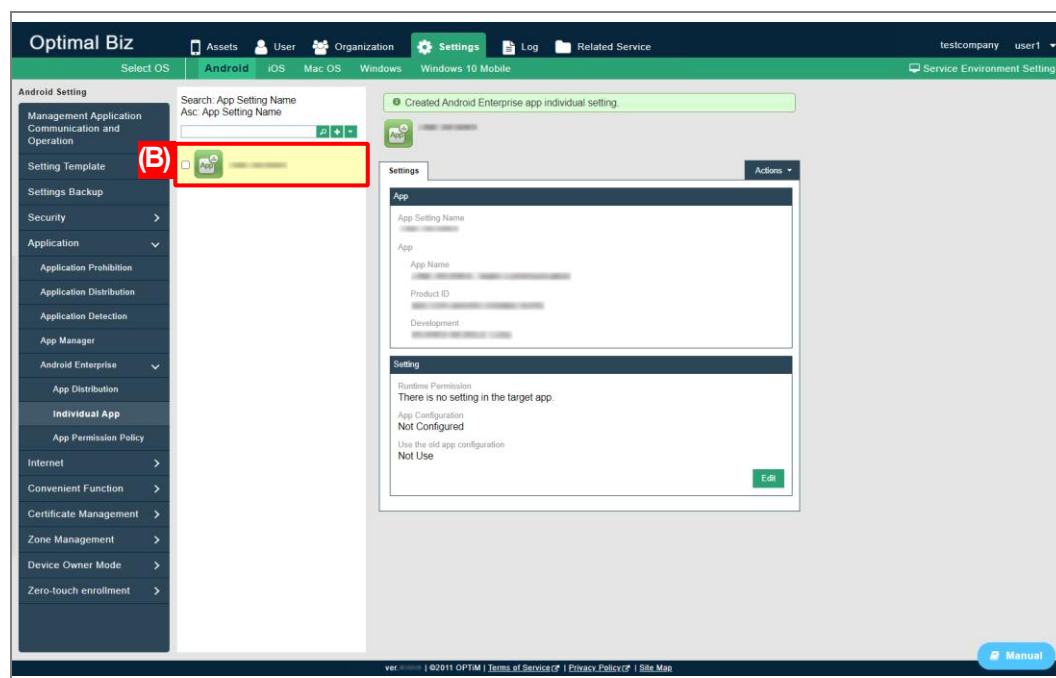 Optimal Biz
Assets User Organization Settings Log Related Service
testcompany user1
Select OS Android iOS Mac OS Windows Windows 10 Mobile
Service Environment Setting
Android Setting
Management Application
Communication and
Operation
Setting Template
Settings Backup
Security
Application
Application Prohibition
Application Distribution
Application Detection
App Manager
Android Enterprise
App Distribution
Individual App
App Permission Policy
Internet
Convenient Function
Certificate Management
Zone Management
Device Owner Mode
Zero-touch enrollment
Search: App Setting Name
Asc: App Setting Name
(B)
App
Created Android Enterprise app individual setting.
App
Settings
Actions
App
App Setting Name
App
App Name
Product ID
Development
Setting
Runtime Permission
There is no setting in the target app.
App Configuration
Not Configured
Use the old app configuration
Not Use
Edit
Manual
ver. | ©2011 OPTiM | Terms of Service | Privacy Policy | Site Map